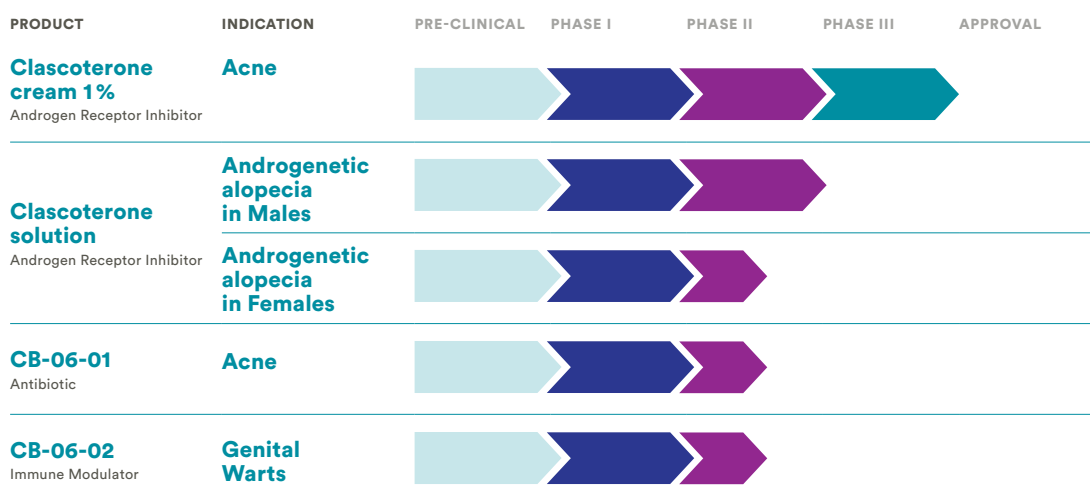 PRODUCT INDICATION PRE-CLINICAL PHASE I PHASE II PHASE III APPROVAL
Clascoterone
cream 1%
Androgen Receptor Inhibitor
Acne
Clascoterone
solution
Androgen Receptor Inhibitor
Androgenetic
alopecia
in Males
Androgenetic
alopecia
in Females
CB-06-01
Antibiotic
Acne
CB-06-02
Immune Modulator
Genital
Warts